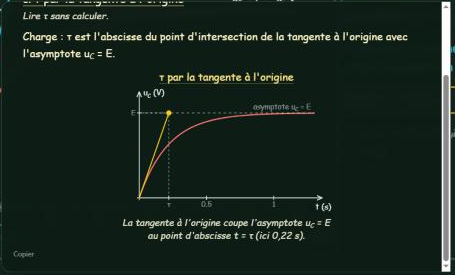 Lire τ sans calculer.
Charge : τ est l'abscisse du point d'intersection de la tangente à l'origine avec
l'asymptote u_C = E.
τ par la tangente à l'origine
u_C (V)
asymptote u_C = E
E
τ
0,5
1
t (s)
La tangente à l'origine coupe l'asymptote u_C = E
au point d'abscisse t = τ (ici 0,22 s).
Copier